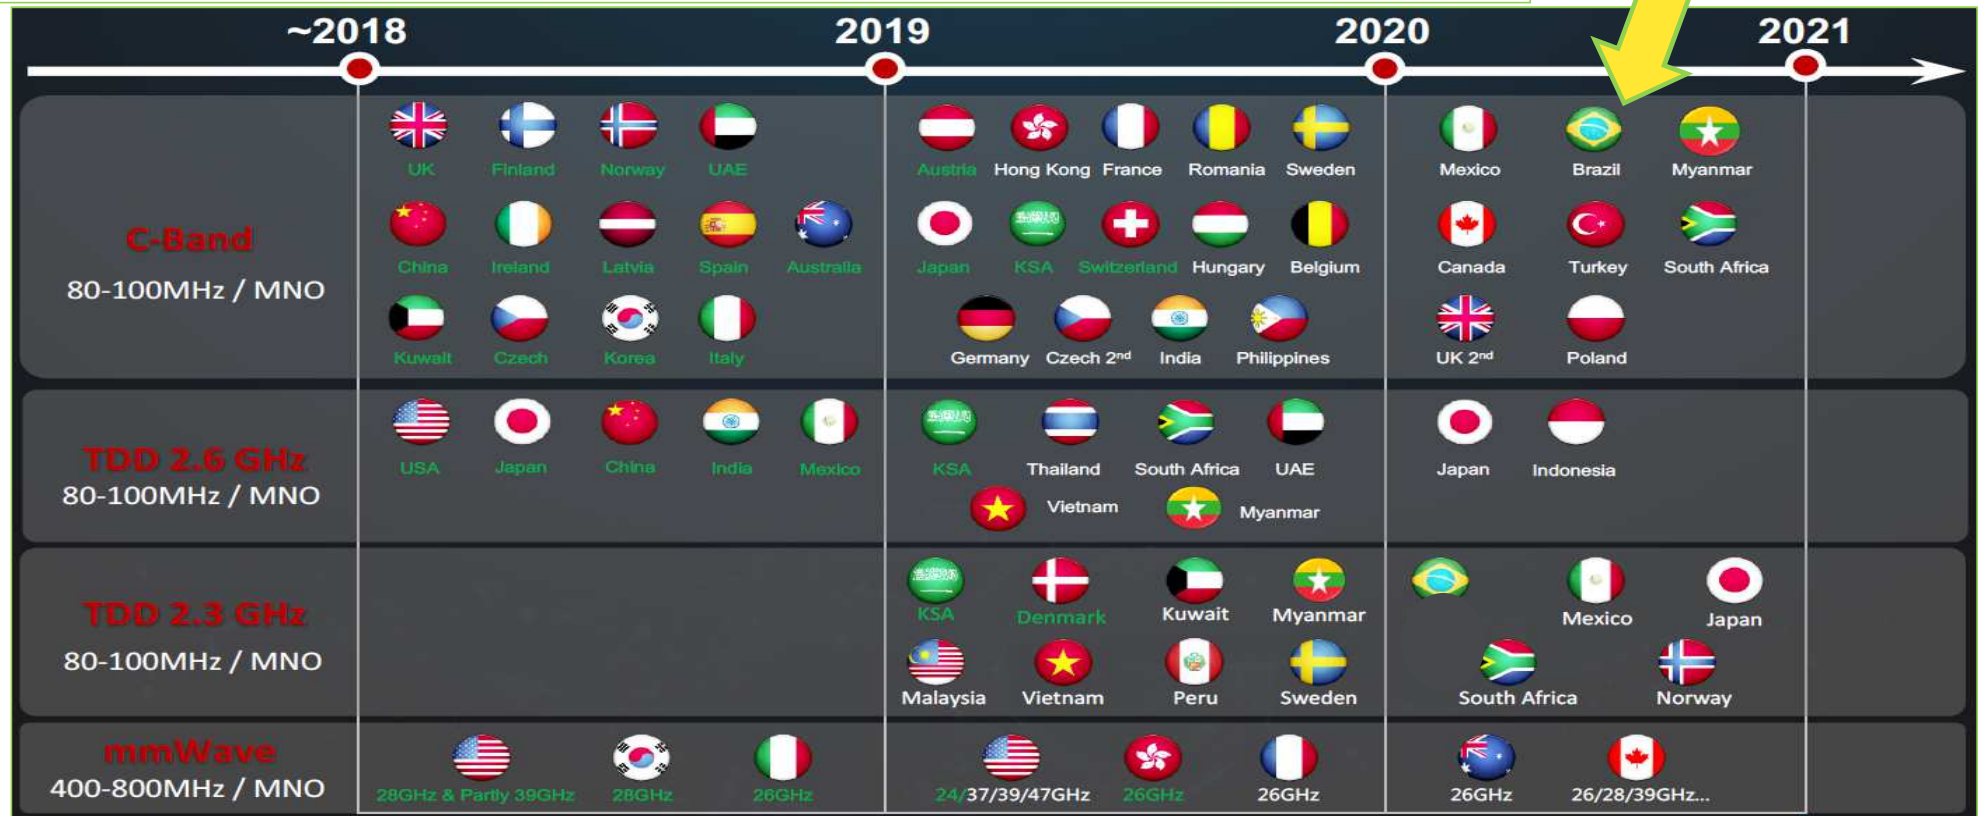 ~2018 2019 2020 2021
UK Finland Norway UAE Austria Hong Kong France Romania Sweden Mexico Brazil Myanmar
C-Band
80-100MHz / MNO
China Ireland Latvia Spain Australia Japan KSA Switzerland Hungary Belgium Canada Turkey South Africa
Kuwait Czech Korea Italy Germany Czech 2nd India Philippines UK 2nd Poland
TDD 2.6 GHz
80-100MHz / MNO
USA Japan China India Mexico KSA Thailand South Africa UAE Japan Indonesia
Vietnam Myanmar
TDD 2.3 GHz
80-100MHz / MNO
KSA Denmark Kuwait Myanmar Mexico Japan
Malaysia Vietnam Peru Sweden South Africa Norway
mmWave
400-800MHz / MNO
28GHz & Partly 39GHz 28GHz 26GHz 24/37/39/47GHz 26GHz 26GHz 26GHz 26/28/39GHz...